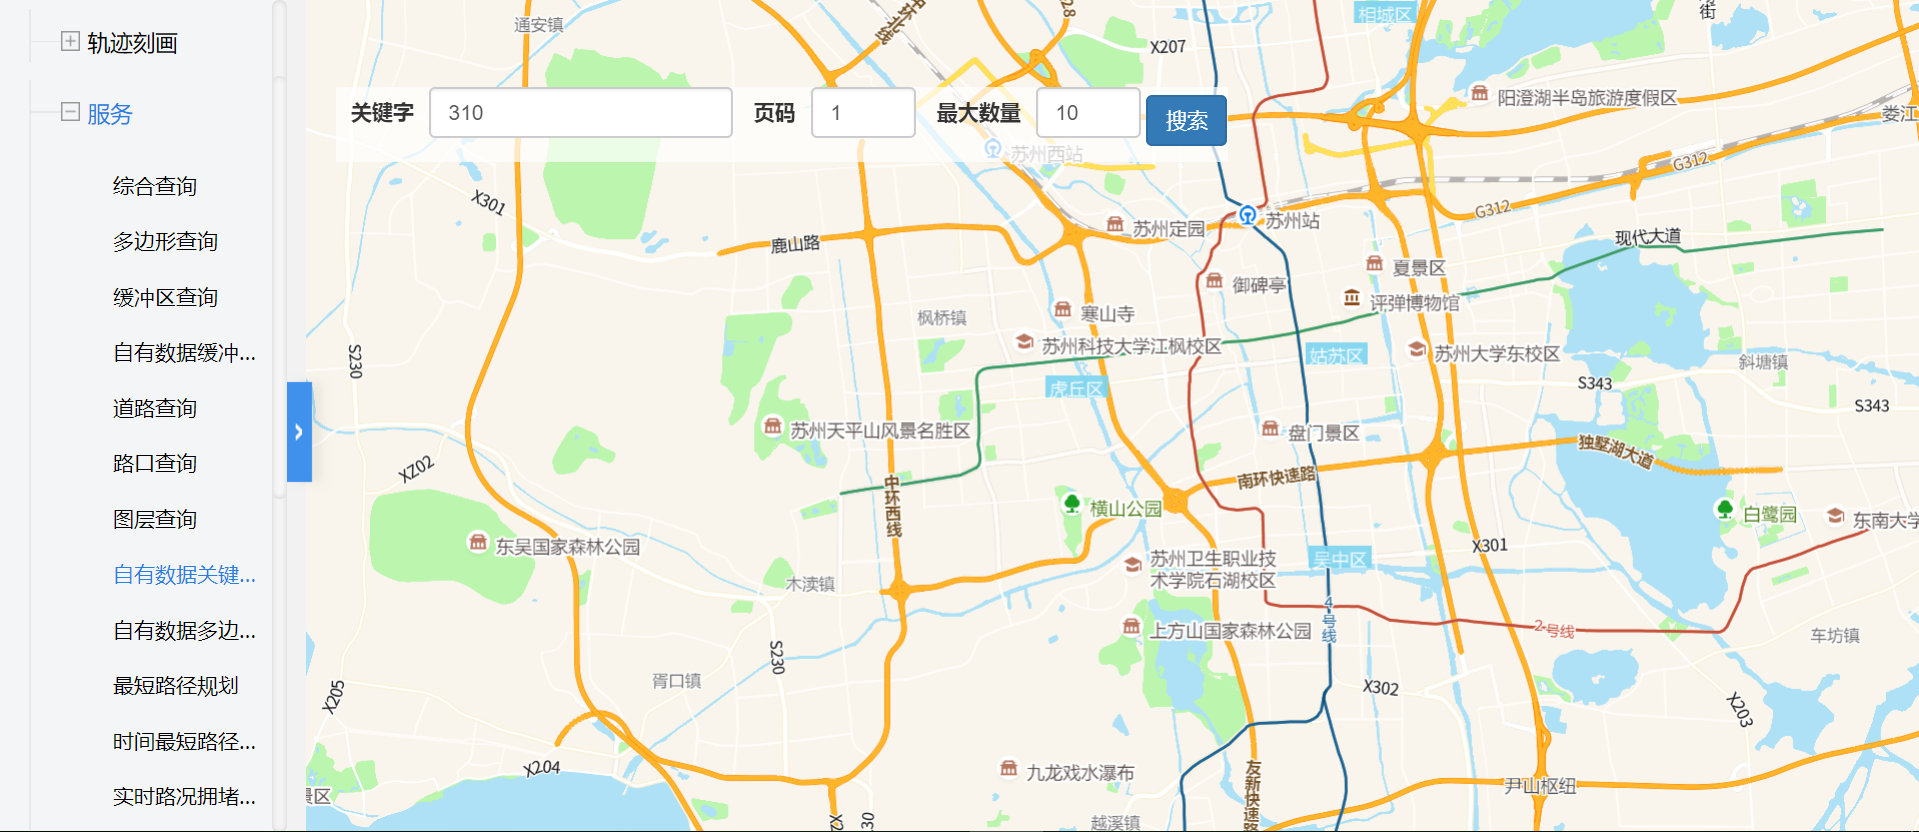 轨迹刻画
服务
综合查询
多边形查询
缓冲区查询
自有数据缓冲...
道路查询
路口查询
图层查询
自有数据关键...
自有数据多边...
最短路径规划
时间最短路径...
实时路况拥堵...
关键字
310
页码
1
最大数量
10
搜索
通安镇
中环北线
X207
相城区
街
阳澄湖半岛旅游度假区
娄江
苏州西站
G312
X301
苏州定园
苏州站
G312
鹿山路
现代大道
御碑亭
夏景区
评弹博物馆
枫桥镇
寒山寺
苏州科技大学江枫校区
姑苏区
苏州大学东校区
斜塘镇
S230
虎丘区
S343
S343
苏州天平山风景名胜区
盘门景区
独墅湖大道
XZ02
中环西线
南环快速路
横山公园
白鹭园
东南大学
东吴国家森林公园
X301
苏州卫生职业技
术学院石湖校区
吴中区
木渎镇
4号线
上方山国家森林公园
2号线
车坊镇
S230
胥口镇
X205
X302
X203
X204
九龙戏水瀑布
友新快速路
尹山枢纽
景区
越溪镇